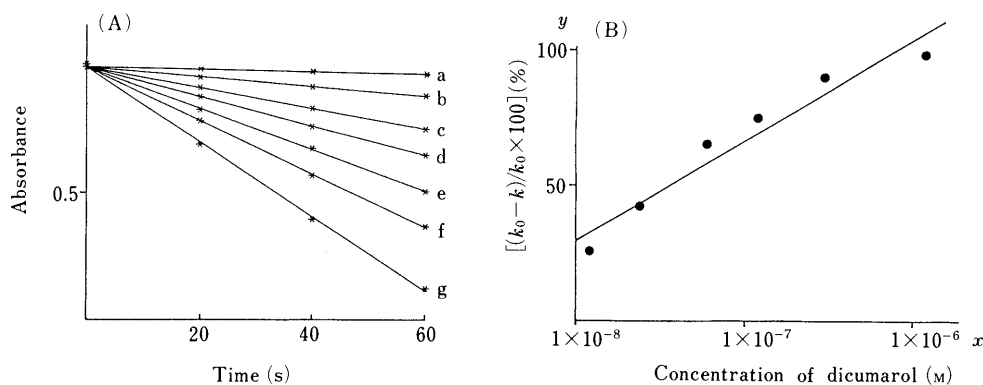 (A)
Absorbance
0.5
a
b
c
d
e
f
g
20
40
60
Time (s)
(B)
y
[(k₀−k)/k₀×100](%)
100
50
1×10⁻⁸
1×10⁻⁷
1×10⁻⁶
x
Concentration of dicumarol (M)